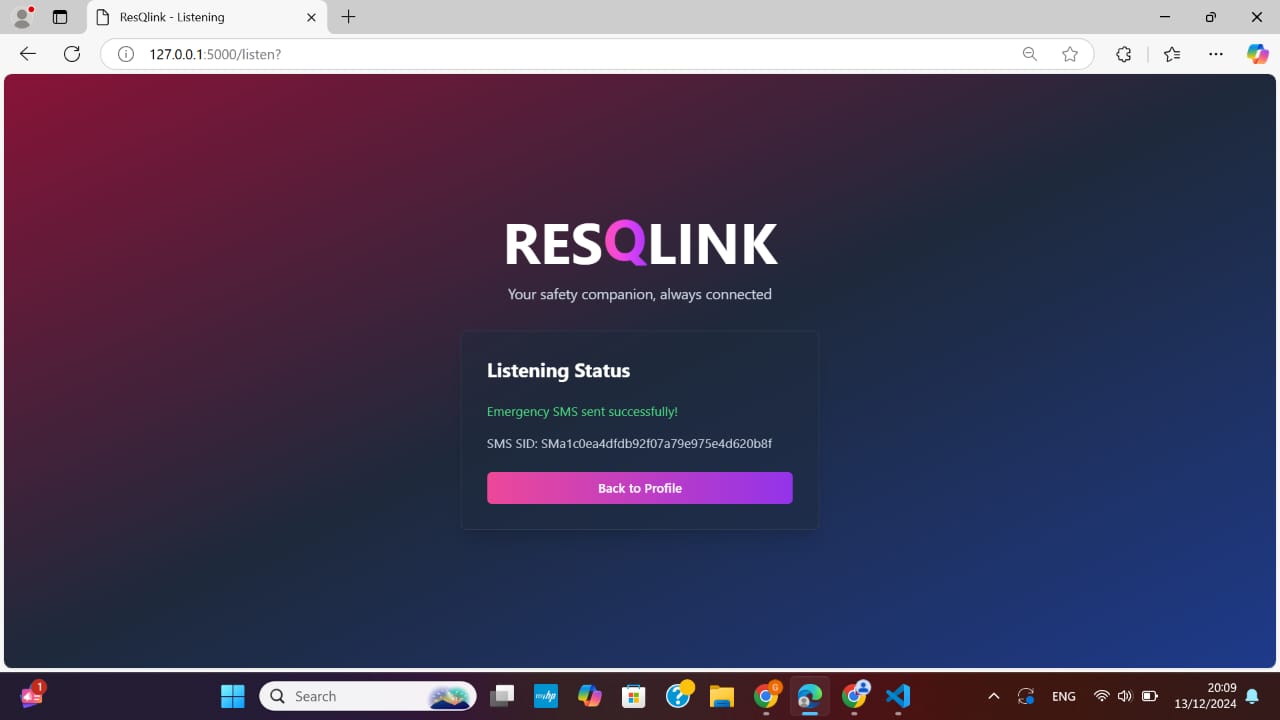 ResQlink - Listening
127.0.0.1:5000/listen?
RESQLINK
Your safety companion, always connected
Listening Status
Emergency SMS sent successfully!
SMS SID: SMa1c0ea4dfdb92f07a79e975e4d620b8f
Back to Profile
1
Search
myhp
G
ENG
20:09
13/12/2024